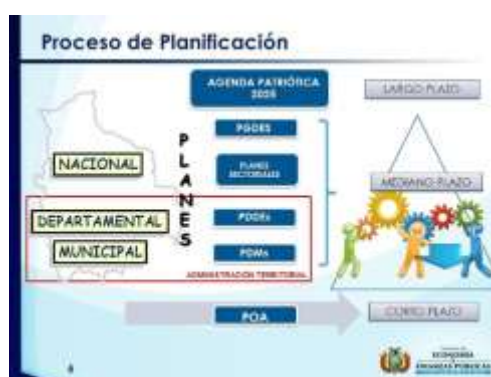 Proceso de Planificación
AGENDA PATRIÓTICA
2025
LARGO PLAZO
PLANES
PGDES
NACIONAL
PLANES
SECTORIALES
MEDIANO PLAZO
DEPARTAMENTAL
PDDEs
MUNICIPAL
PDMs
ADMINISTRACIÓN TERRITORIAL
POA
CORTO PLAZO
ECONOMÍA
FINANZAS PÚBLICAS